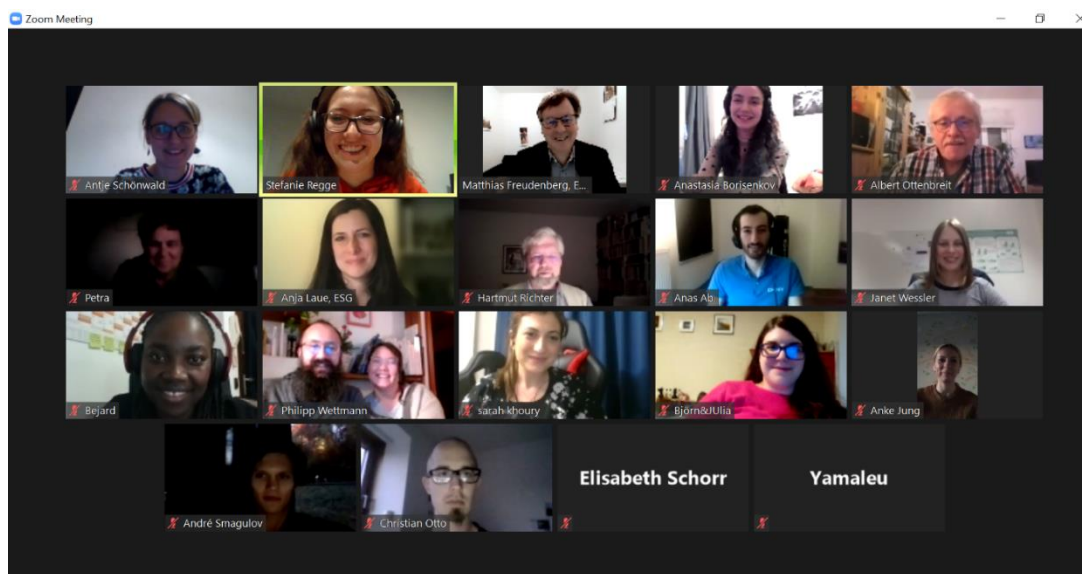 Zoom Meeting
Antje Schönwald
Stefanie Regge
Matthias Freudenberg, E...
Anastasia Borisenkov
Albert Ottenbreit
Petra
Anja Laue, ESG
Hartmut Richter
Anas Ab
Janet Wessler
Bejard
Philipp Wettmann
sarah khoury
Björn&JUlia
Anke Jung
André Smagulov
Christian Otto
Elisabeth Schorr
Yamaleu